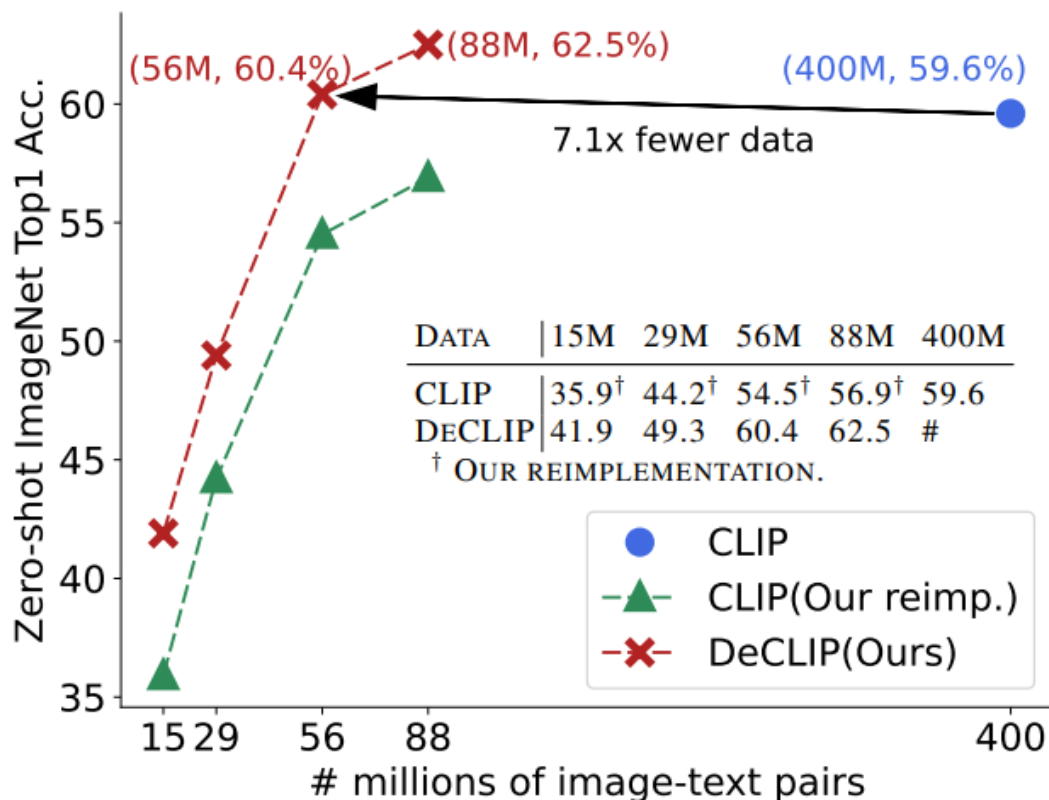 Zero-shot ImageNet Top1 Acc.
60
55
50
45
40
35
(56M, 60.4%)
(88M, 62.5%)
(400M, 59.6%)
7.1x fewer data
DATA 15M 29M 56M 88M 400M
CLIP 35.9† 44.2† 54.5† 56.9† 59.6
DECLIP 41.9 49.3 60.4 62.5 #
† OUR REIMPLEMENTATION.
CLIP
CLIP(Our reimp.)
DeCLIP(Ours)
15 29 56 88 400
# millions of image-text pairs